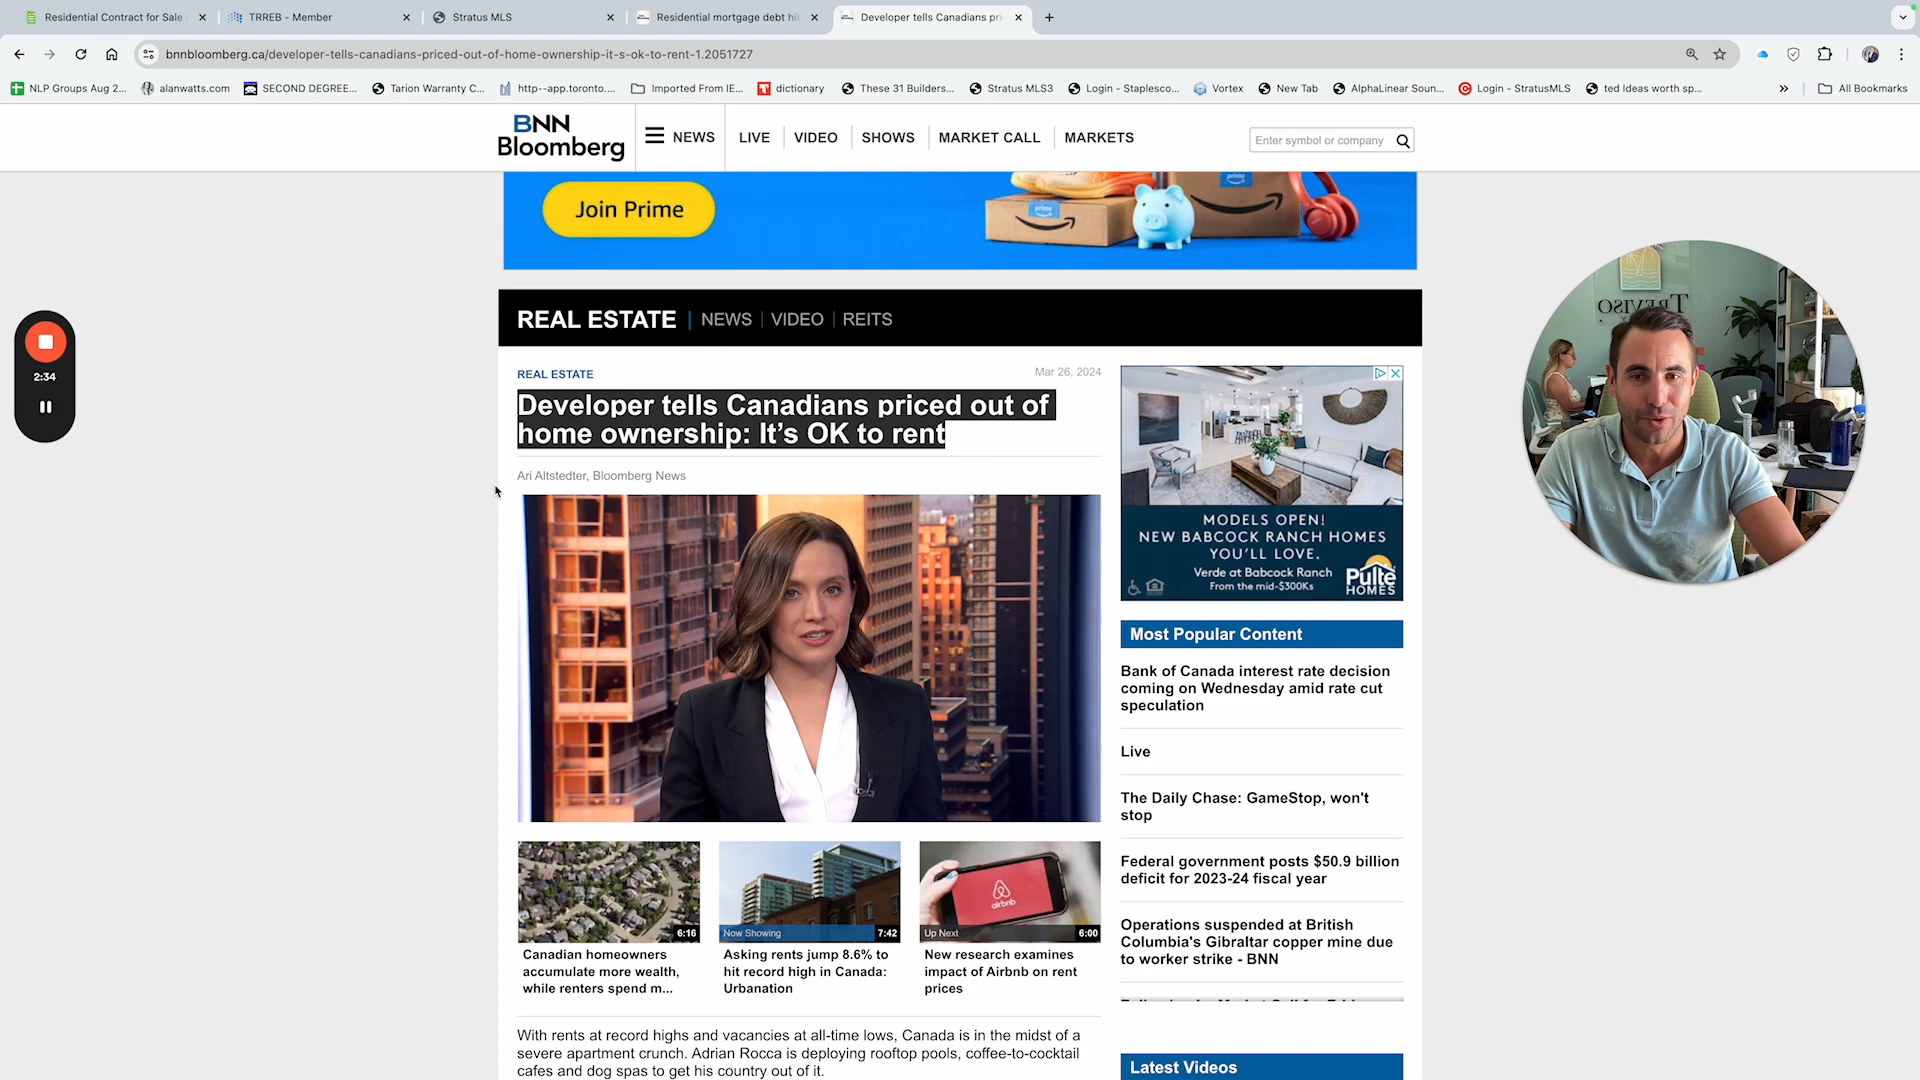 Residential Contract for Sale
TRREB - Member
Stratus MLS
Residential mortgage debt hi
Developer tells Canadians pri
bnnbloomberg.ca/developer-tells-canadians-priced-out-of-home-ownership-it-s-ok-to-rent-1.2051727
NLP Groups Aug 2...
alanwatts.com
SECOND DEGREE...
Tarion Warranty C...
http--app.toronto....
Imported From IE...
dictionary
These 31 Builders...
Stratus MLS3
Login - Staplesco...
Vortex
New Tab
AlphaLinear Soun...
Login - StratusMLS
ted Ideas worth sp...
All Bookmarks
BNN
Bloomberg
NEWS
LIVE
VIDEO
SHOWS
MARKET CALL
MARKETS
Enter symbol or company
Join Prime
prime
prime
REAL ESTATE
NEWS
VIDEO
REITS
REAL ESTATE
Mar 26, 2024
Developer tells Canadians priced out of
home ownership: It's OK to rent
Ari Altstedter, Bloomberg News
2:34
TREVISO
MODELS OPEN!
NEW BABCOCK RANCH HOMES
YOU'LL LOVE.
Verde at Babcock Ranch
From the mid-$300Ks
Pulte
HOMES
Most Popular Content
Bank of Canada interest rate decision
coming on Wednesday amid rate cut
speculation
Live
The Daily Chase: GameStop, won't
stop
Federal government posts $50.9 billion
deficit for 2023-24 fiscal year
Operations suspended at British
Columbia's Gibraltar copper mine due
to worker strike - BNN
Latest Videos
6:16
Now Showing
7:42
airbnb
Up Next
6:00
Canadian homeowners
accumulate more wealth,
while renters spend m...
Asking rents jump 8.6% to
hit record high in Canada:
Urbanation
New research examines
impact of Airbnb on rent
prices
With rents at record highs and vacancies at all-time lows, Canada is in the midst of a
severe apartment crunch. Adrian Rocca is deploying rooftop pools, coffee-to-cocktail
cafes and dog spas to get his country out of it.